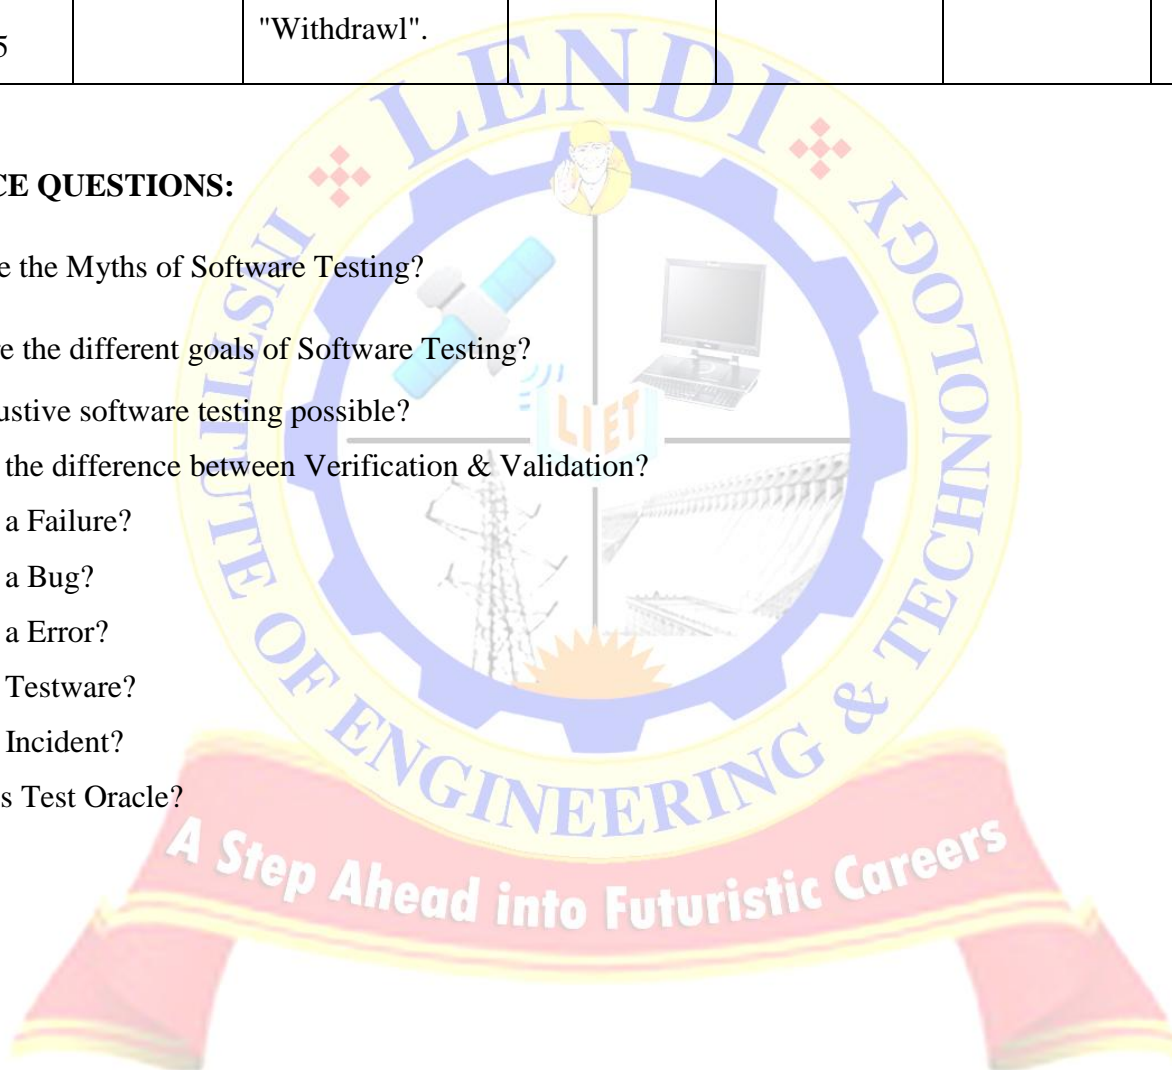 "Withdrawl".
5
CE QUESTIONS:
e the Myths of Software Testing?
re the different goals of Software Testing?
ustive software testing possible?
the difference between Verification & Validation?
a Failure?
a Bug?
a Error?
Testware?
Incident?
s Test Oracle?
LENDI
INSTITUTE OF ENGINEERING & TECHNOLOGY
LIET
A Step Ahead into Futuristic Careers